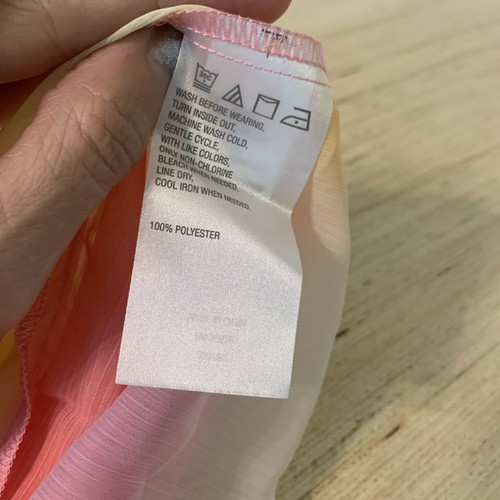 30C
WASH BEFORE WEARING,
TURN INSIDE OUT,
MACHINE WASH COLD,
GENTLE CYCLE,
WITH LIKE COLORS,
ONLY NON-CHLORINE
BLEACH WHEN NEEDED,
LINE DRY,
COOL IRON WHEN NEEDED.
100% POLYESTER